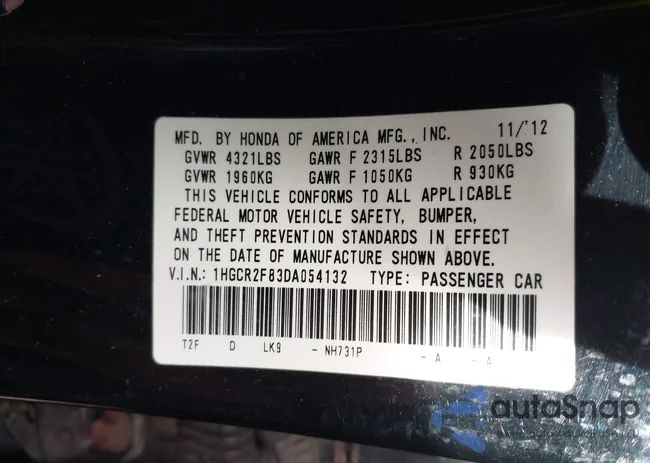 MFD. BY HONDA OF AMERICA MFG., INC. 11/'12
GVWR 4321LBS GAWR F 2315LBS R 2050LBS
GVWR 1960KG GAWR F 1050KG R 930KG
THIS VEHICLE CONFORMS TO ALL APPLICABLE
FEDERAL MOTOR VEHICLE SAFETY, BUMPER,
AND THEFT PREVENTION STANDARDS IN EFFECT
ON THE DATE OF MANUFACTURE SHOWN ABOVE.
V.I.N.: 1HGCR2F83DA054132 TYPE: PASSENGER CAR
T2F D LK9 - NH731P - A - A
autoSnap